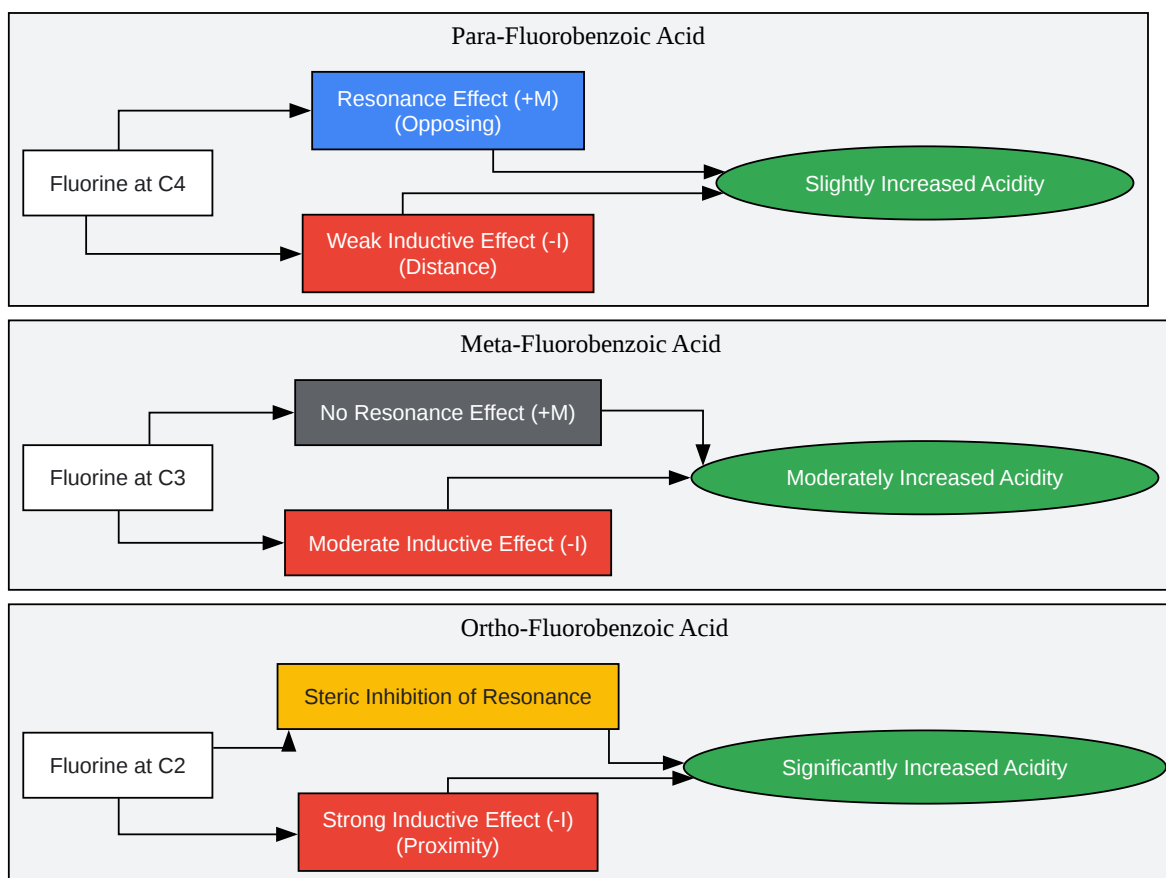 Para-Fluorobenzoic Acid
Resonance Effect (+M)
(Opposing)
Fluorine at C4
Slightly Increased Acidity
Weak Inductive Effect (-I)
(Distance)
Meta-Fluorobenzoic Acid
No Resonance Effect (+M)
Fluorine at C3
Moderately Increased Acidity
Moderate Inductive Effect (-I)
Ortho-Fluorobenzoic Acid
Steric Inhibition of Resonance
Fluorine at C2
Significantly Increased Acidity
Strong Inductive Effect (-I)
(Proximity)